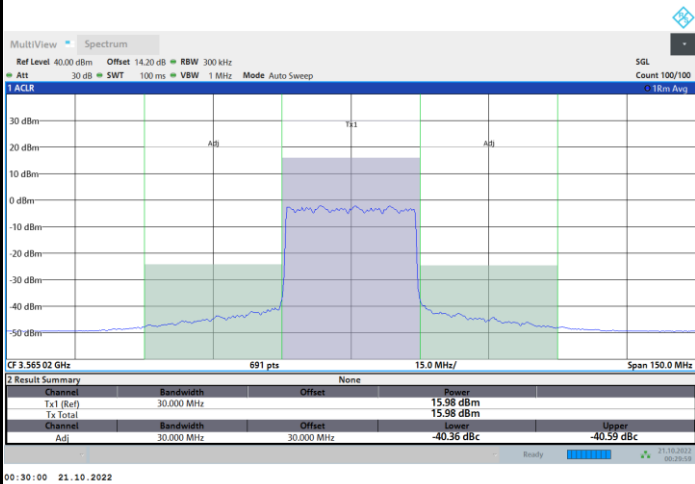 MultiView Spectrum
Ref Level 40.00 dBm Offset 14.20 dB RBW 300 kHz SGL
Att 30 dB SWT 100 ms VBW 1 MHz Mode Auto Sweep Count 100/100
1 ACLR 1Rm Avg
30 dBm
Tx1
20 dBm
Adj Adj
10 dBm
0 dBm
-10 dBm
-20 dBm
-30 dBm
-40 dBm
-50 dBm
CF 3.565 02 GHz 691 pts 15.0 MHz/ Span 150.0 MHz
2 Result Summary None
Channel Bandwidth Offset Power
Tx1 (Ref) 30.000 MHz 15.98 dBm
Tx Total 15.98 dBm
Channel Bandwidth Offset Lower Upper
Adj 30.000 MHz 30.000 MHz -40.36 dBc -40.59 dBc
Ready 21.10.2022
00:29:58
00:30:00 21.10.2022